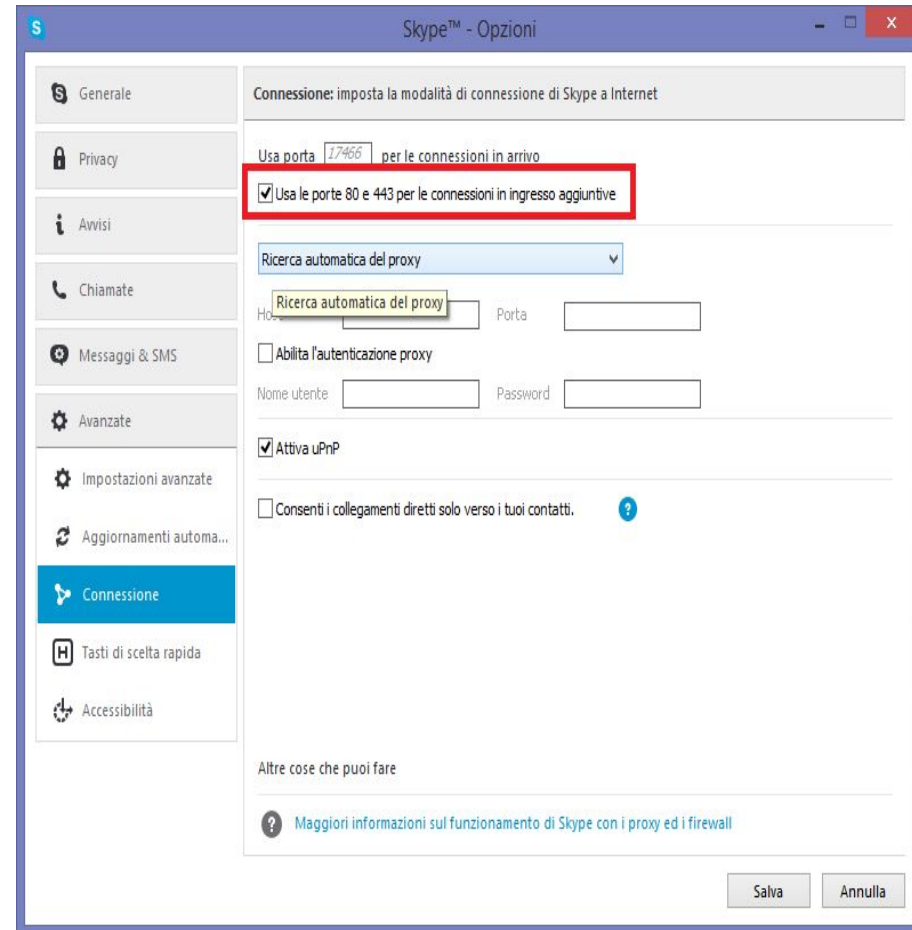 Skype™ - Opzioni
Generale
Privacy
Avvisi
Chiamate
Messaggi & SMS
Avanzate
Impostazioni avanzate
Aggiornamenti automa...
Connessione
Tasti di scelta rapida
Accessibilità
Connessione: imposta la modalità di connessione di Skype a Internet
Usa porta 17466 per le connessioni in arrivo
Usa le porte 80 e 443 per le connessioni in ingresso aggiuntive
Ricerca automatica del proxy
Ricerca automatica del proxy
Porta
Abilita l'autenticazione proxy
Nome utente Password
Attiva uPnP
Consenti i collegamenti diretti solo verso i tuoi contatti. ?
Altre cose che puoi fare
? Maggiori informazioni sul funzionamento di Skype con i proxy ed i firewall
Salva Annulla